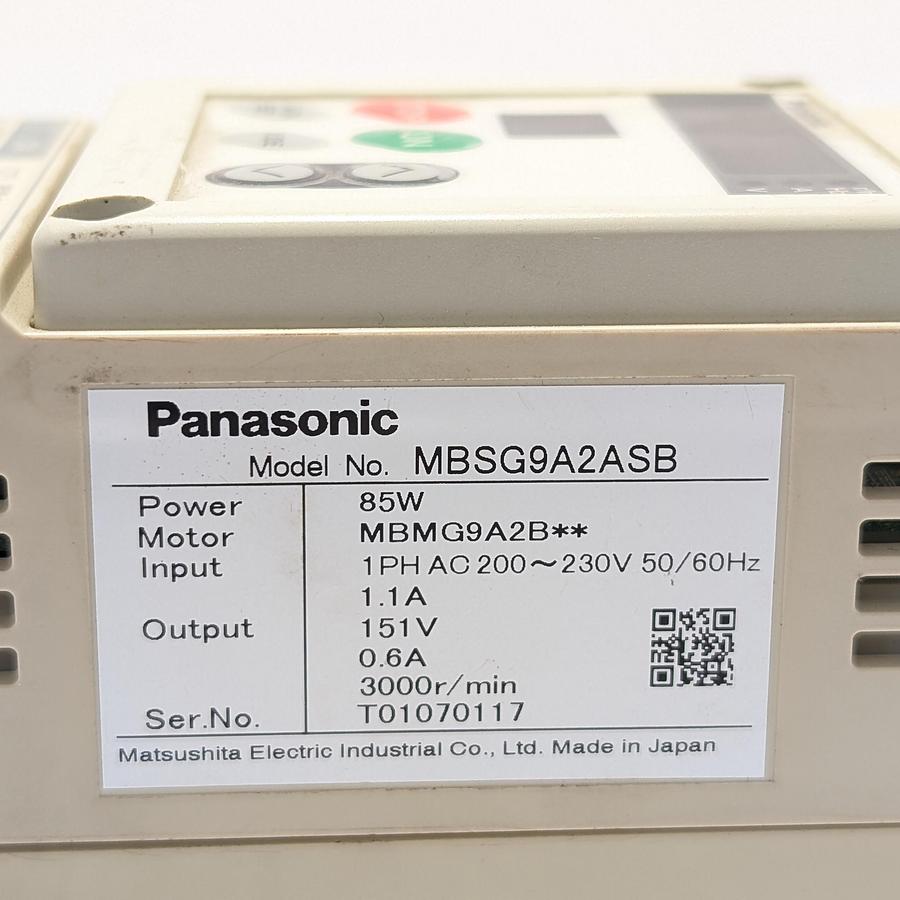 Panasonic
Model No. MBSG9A2ASB
Power 85W
Motor MBMG9A2B**
Input 1PH AC 200～230V 50/60Hz
1.1A
Output 151V
0.6A
3000r/min
Ser.No. T01070117
Matsushita Electric Industrial Co., Ltd. Made in Japan